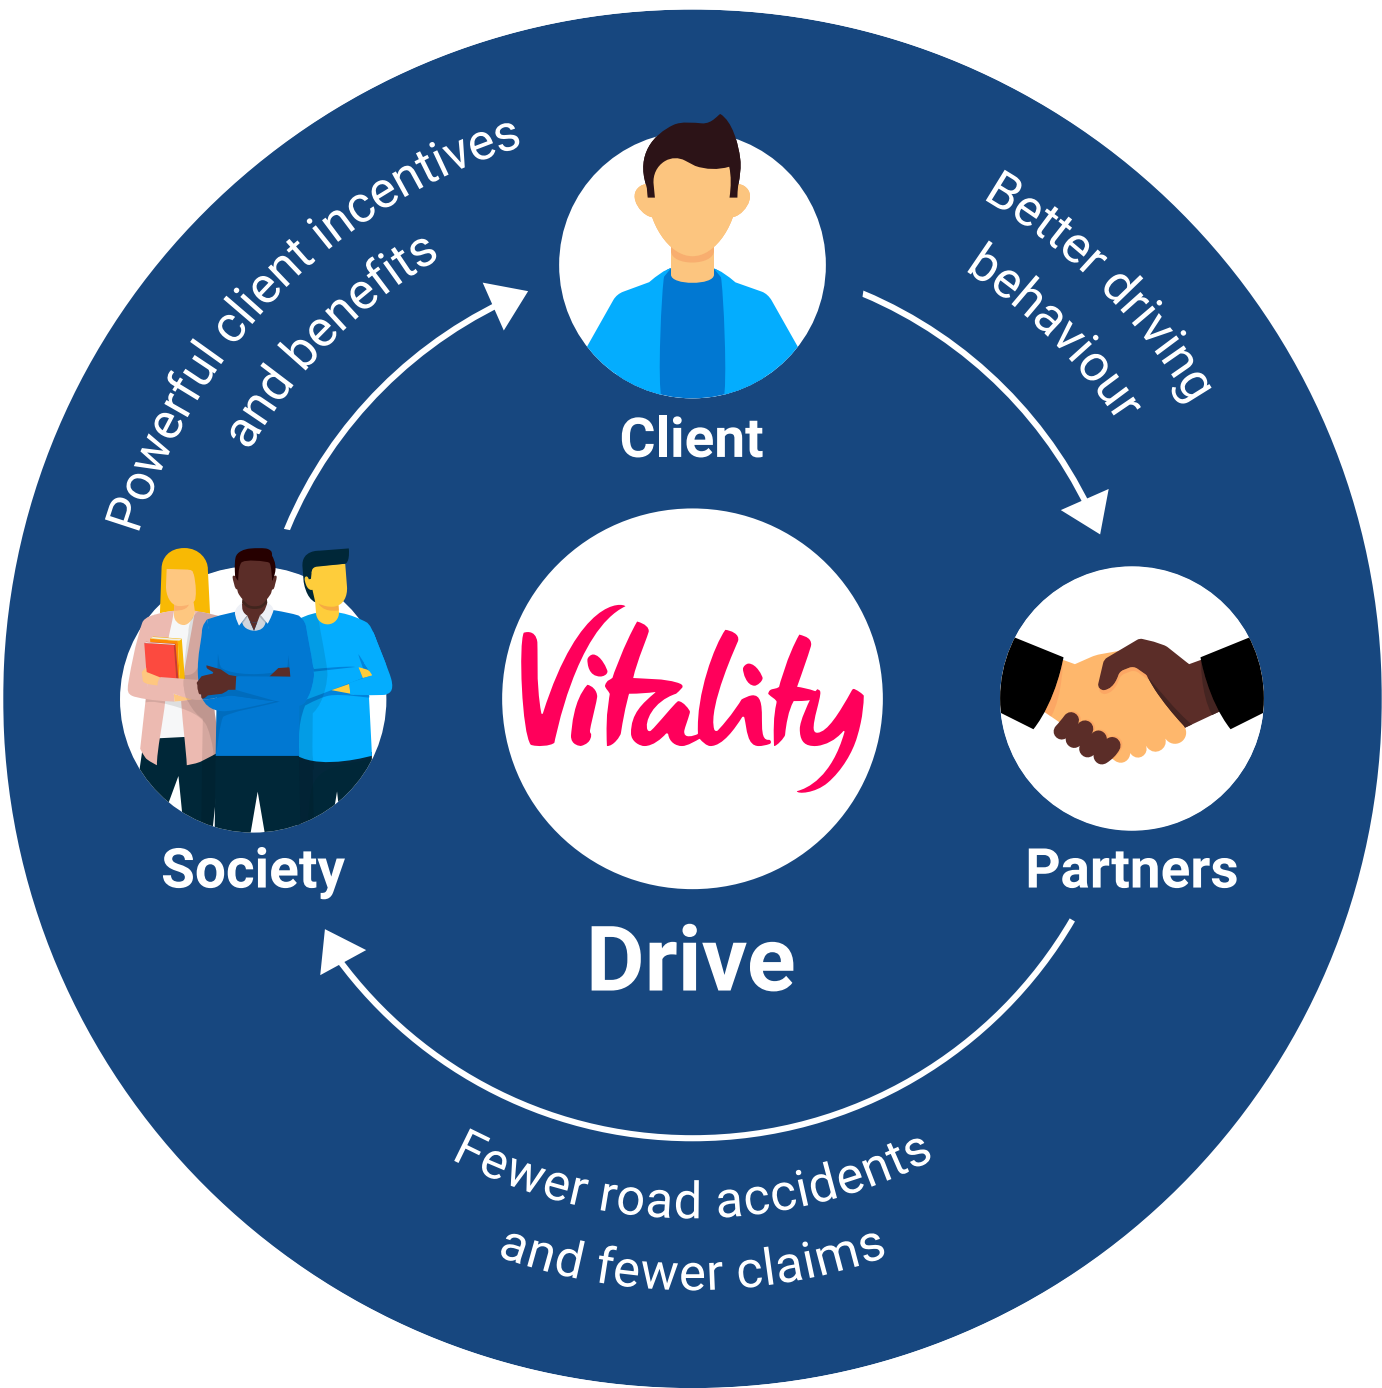 Powerful client incentives
and benefits
Better driving
behaviour
Client
Vitality
Drive
Society
Partners
Fewer road accidents
and fewer claims